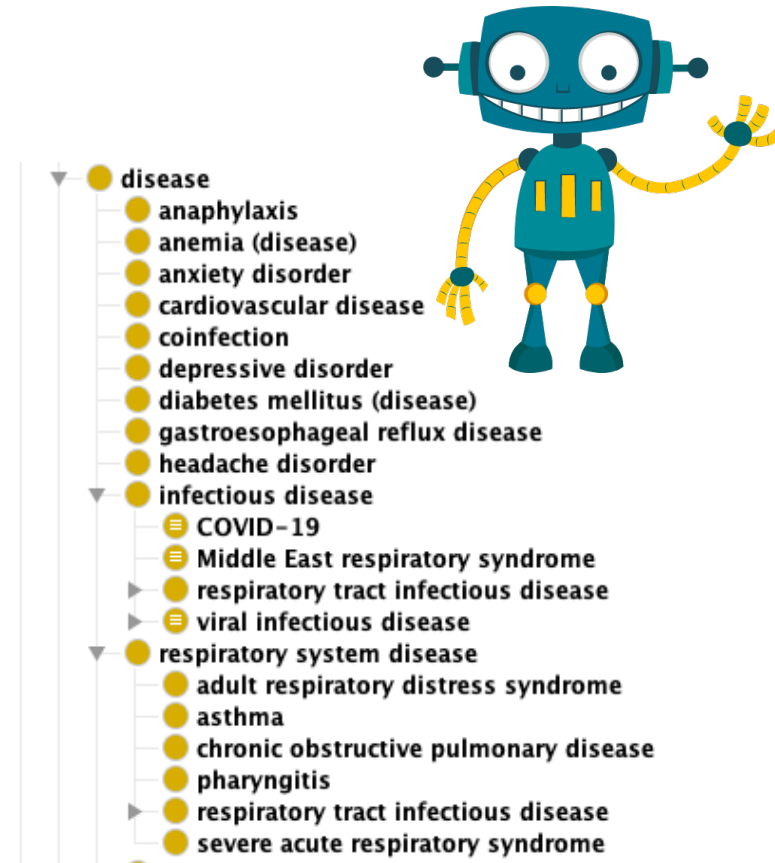 disease
anaphylaxis
anemia (disease)
anxiety disorder
cardiovascular disease
coinfection
depressive disorder
diabetes mellitus (disease)
gastroesophageal reflux disease
headache disorder
infectious disease
COVID-19
Middle East respiratory syndrome
respiratory tract infectious disease
viral infectious disease
respiratory system disease
adult respiratory distress syndrome
asthma
chronic obstructive pulmonary disease
pharyngitis
respiratory tract infectious disease
severe acute respiratory syndrome